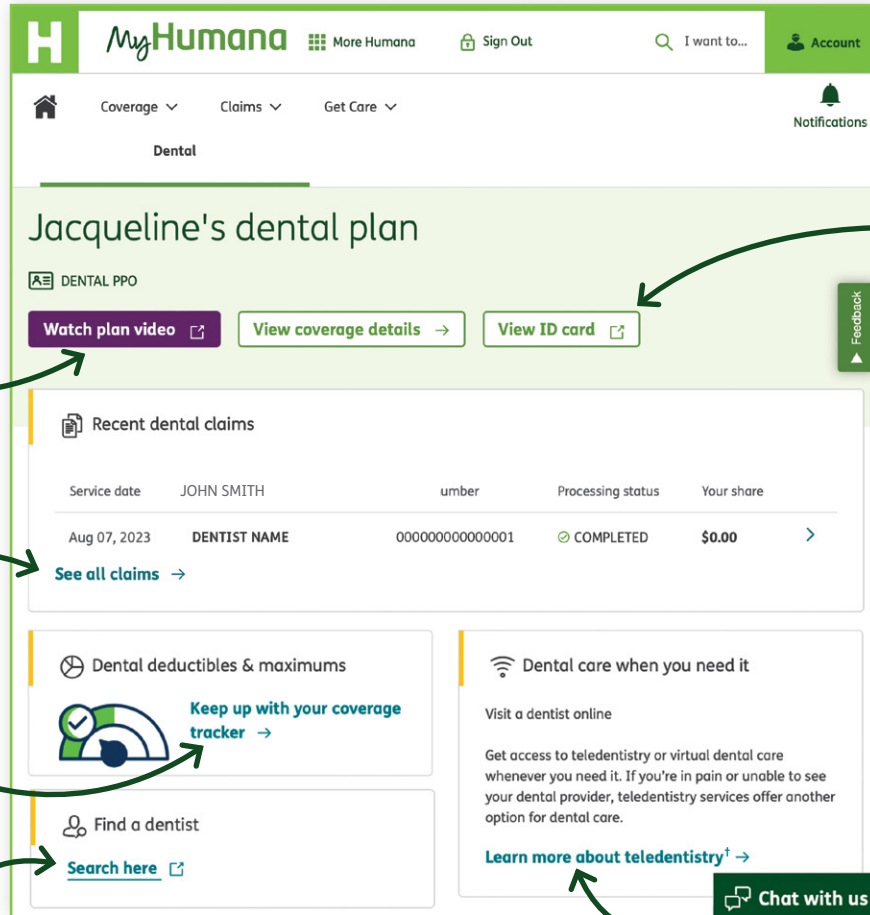 H MyHumana More Humana Sign Out I want to... Account
Coverage Claims Get Care
Notifications
Dental
Jacqueline's dental plan
DENTAL PPO
Watch plan video View coverage details → View ID card
Feedback
Recent dental claims
Service date JOHN SMITH umber Processing status Your share
Aug 07, 2023 DENTIST NAME 000000000000001 COMPLETED $0.00
See all claims →
Dental deductibles & maximums
Keep up with your coverage
tracker →
Find a dentist
Search here
Dental care when you need it
Visit a dentist online
Get access to teledentistry or virtual dental care
whenever you need it. If you're in pain or unable to see
your dental provider, teledentistry services offer another
option for dental care.
Learn more about teledentistry† →
Chat with us